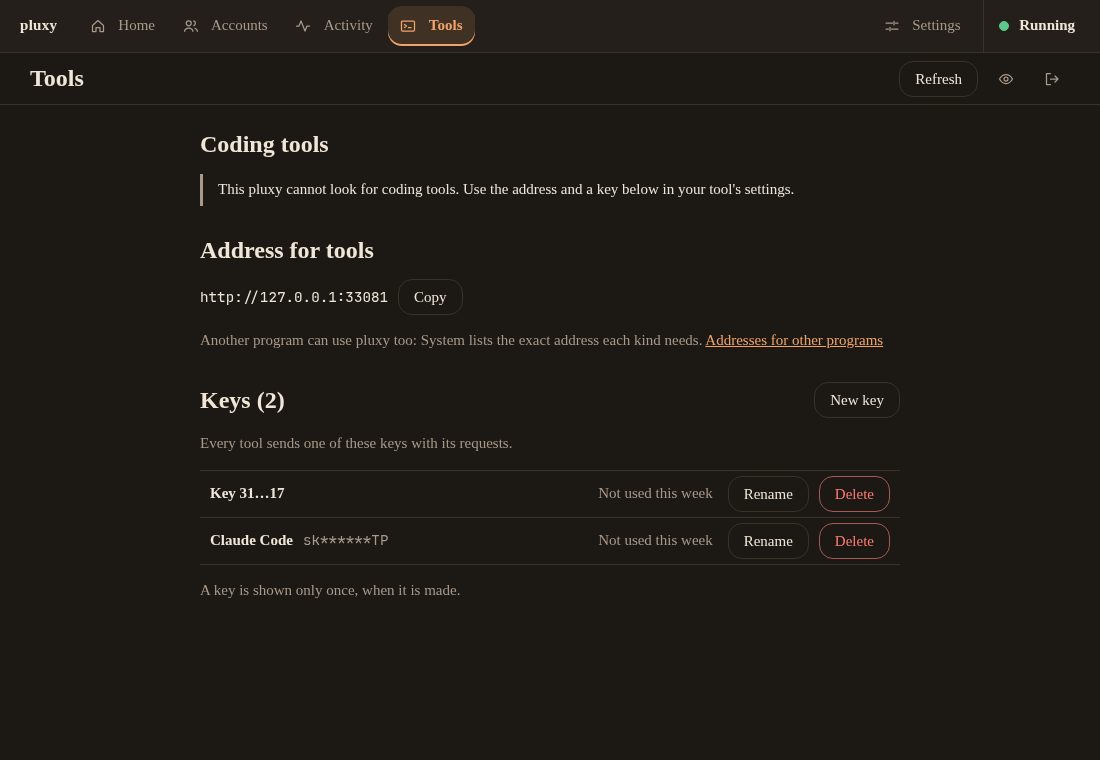 pluxy Home Accounts Activity Tools Settings Running
Tools Refresh
Coding tools
This pluxy cannot look for coding tools. Use the address and a key below in your tool's settings.
Address for tools
http://127.0.0.1:33081 Copy
Another program can use pluxy too: System lists the exact address each kind needs. Addresses for other programs
Keys (2) New key
Every tool sends one of these keys with its requests.
Key 31…17 Not used this week Rename Delete
Claude Code sk******TP Not used this week Rename Delete
A key is shown only once, when it is made.